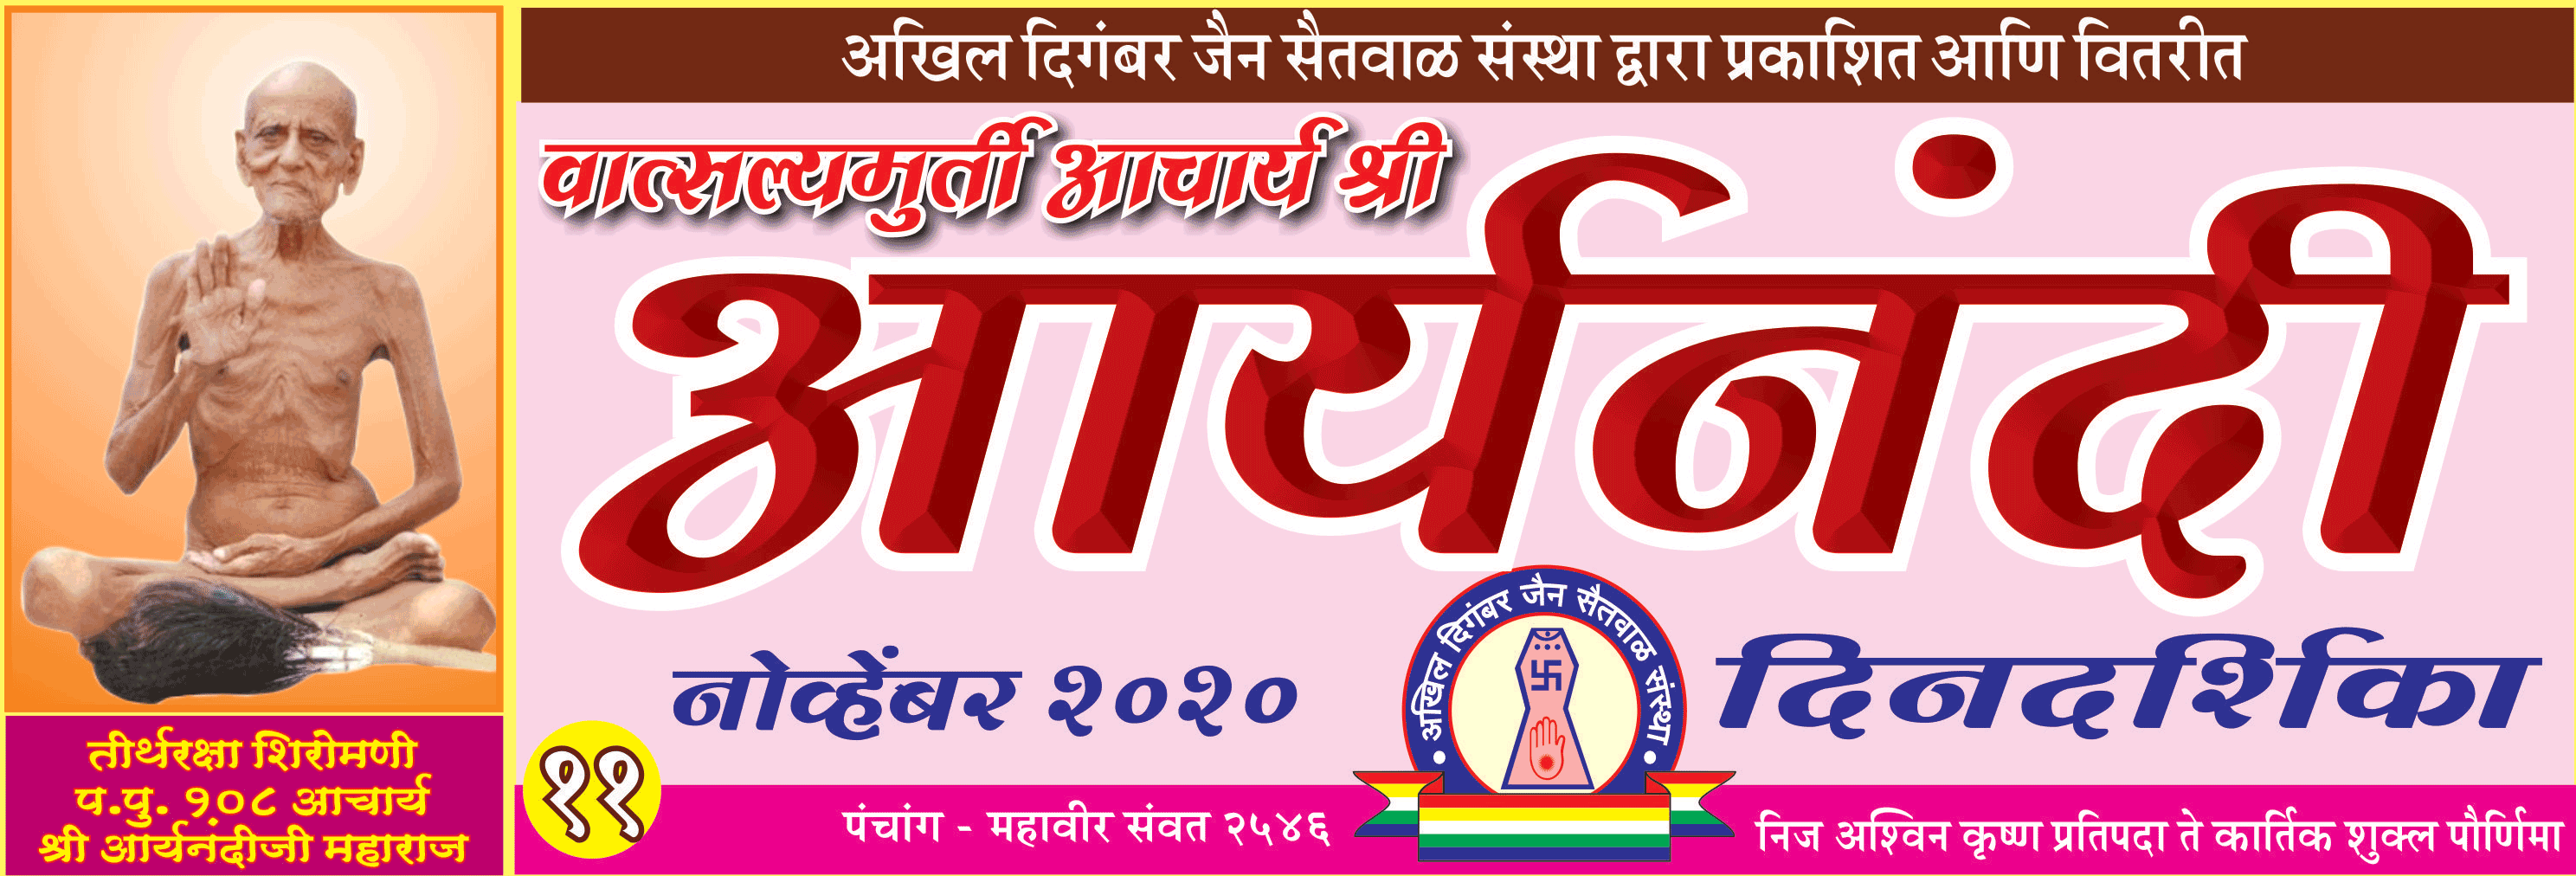 अखिल दिगंबर जैन सैतवाळ संस्था द्वारा प्रकाशित आणि वितरीत
वात्सल्यमुर्ती आचार्य श्री
आर्यनंदी
नोव्हेंबर २०२०
अखिल दिगंबर जैन सैतवाळ संस्था
दिनदर्शिका
तीर्थरक्षा शिरोमणी
प.पु. १०८ आचार्य
श्री आर्यनंदीजी महाराज
११
पंचांग - महावीर संवत २५४६
निज अश्विन कृष्ण प्रतिपदा ते कार्तिक शुक्ल पौर्णिमा